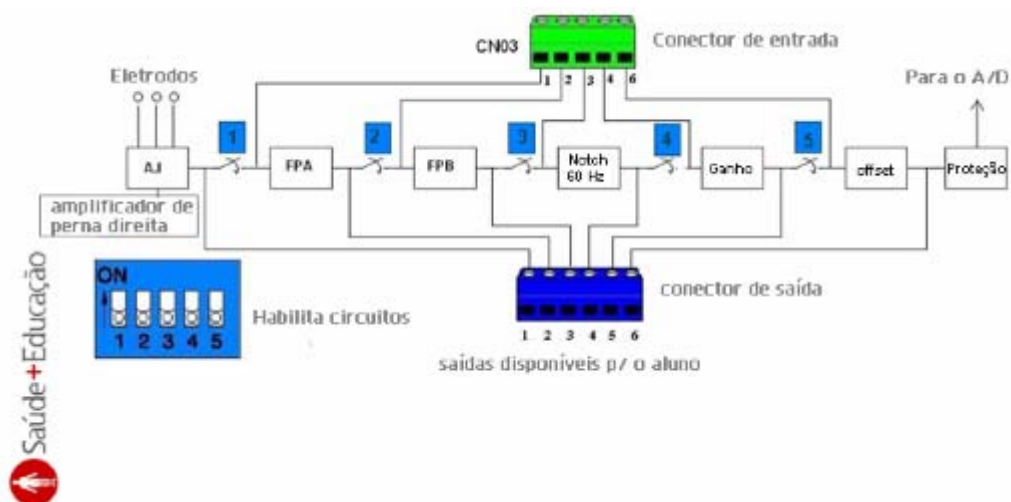 CN03
Conector de entrada
1 2 3 4 6
Eletrodos
Para o A/D
1
2
3
4
5
A.I
FPA
FPB
Notch
60 Hz
Ganho
offset
Proteção
amplificador de
perna direita
ON
1 2 3 4 5
Habilita circuitos
conector de saída
1 2 3 4 5 6
saídas disponíveis p/ o aluno
Saúde+Educação